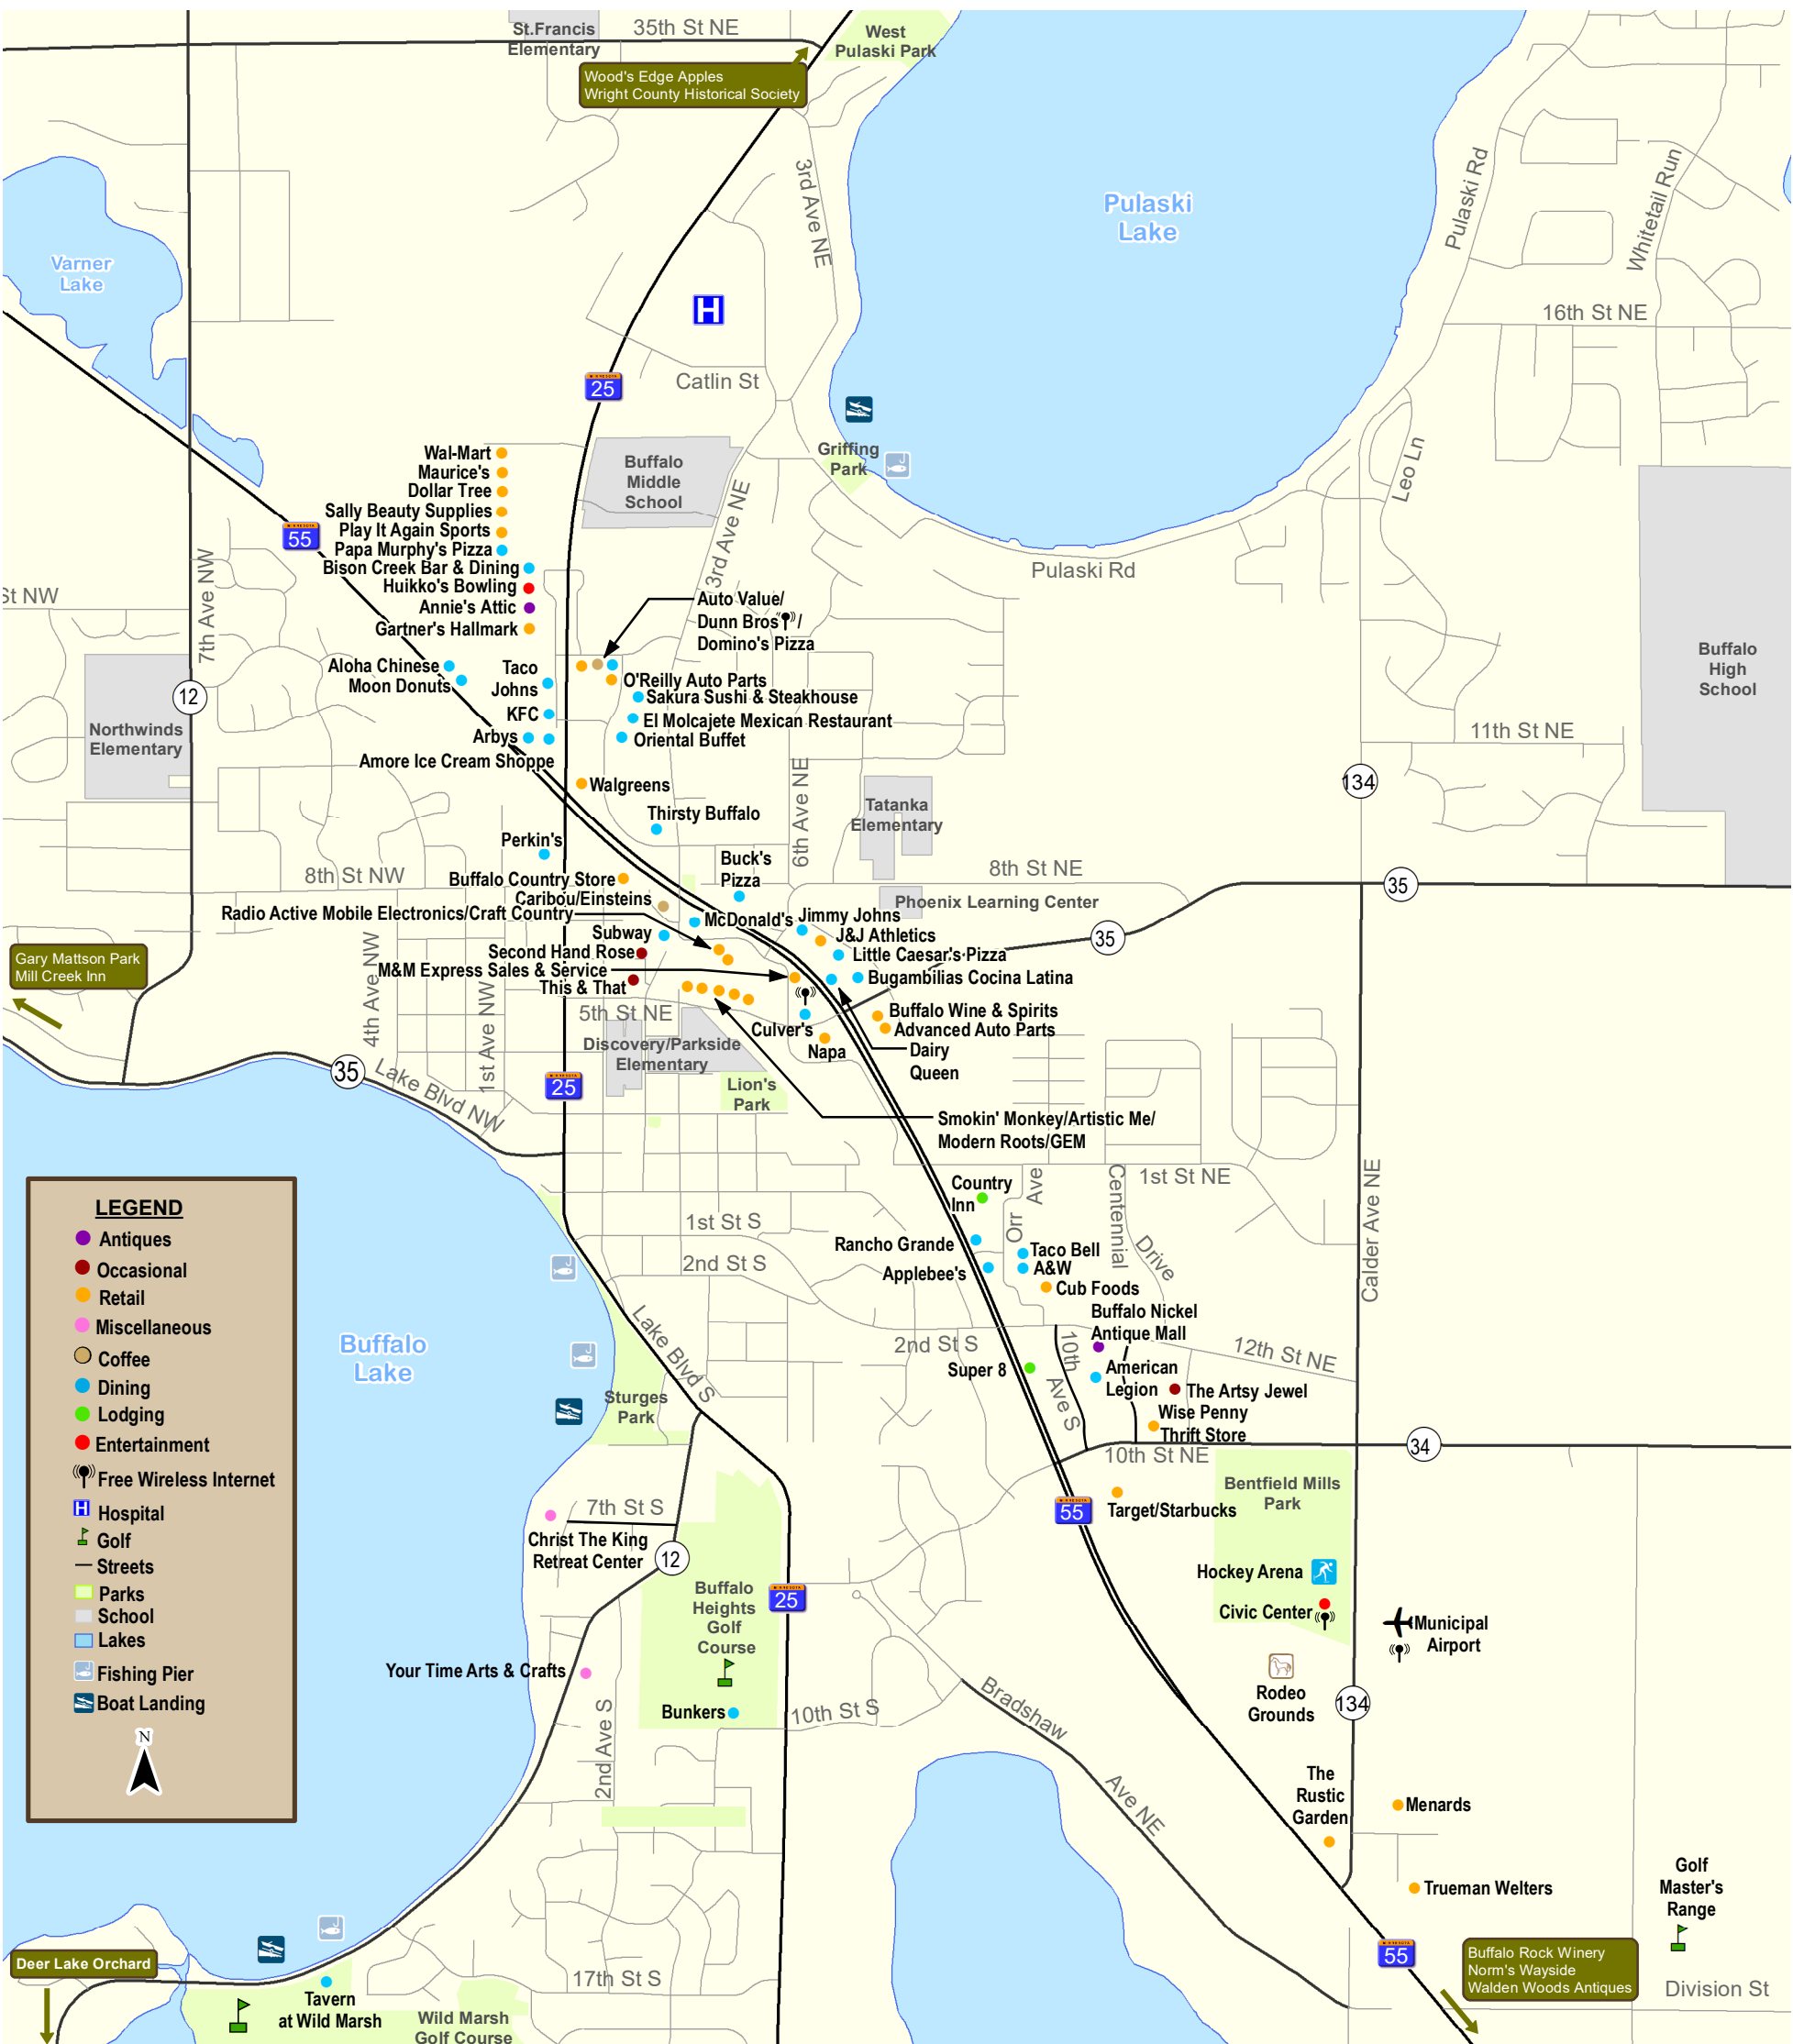 St.Francis
Elementary
35th St NE
West
Pulaski Park
Wood's Edge Apples
Wright County Historical Society
3rd Ave NE
Pulaski
Lake
Pulaski Rd
Whitetail Run
Varner
Lake
16th St NE
MINNESOTA
25
Catlin St
Griffing
Park
Leo Ln
Buffalo
Middle
School
3rd Ave NE
Wal-Mart
Maurice's
Dollar Tree
Sally Beauty Supplies
Play It Again Sports
Papa Murphy's Pizza
Bison Creek Bar & Dining
Huikko's Bowling
Annie's Attic
Gartner's Hallmark
MINNESOTA
55
St NW
7th Ave NW
Pulaski Rd
Auto Value/
Dunn Bros /
Domino's Pizza
Aloha Chinese
Moon Donuts
Taco
Johns
KFC
Arbys
Amore Ice Cream Shoppe
O'Reilly Auto Parts
Sakura Sushi & Steakhouse
El Molcajete Mexican Restaurant
Oriental Buffet
Walgreens
Thirsty Buffalo
12
Northwinds
Elementary
Buffalo
High
School
11th St NE
134
6th Ave NE
Tatanka
Elementary
Perkin's
Buck's
Pizza
8th St NW
8th St NE
35
Buffalo Country Store
Caribou/Einsteins
Radio Active Mobile Electronics/Craft Country
Subway
Second Hand Rose
M&M Express Sales & Service
This & That
McDonald's
Jimmy Johns
J&J Athletics
Little Caesar's Pizza
Bugambilias Cocina Latina
Phoenix Learning Center
35
Gary Mattson Park
Mill Creek Inn
4th Ave NW
1st Ave NW
5th St NE
Culver's
Napa
Buffalo Wine & Spirits
Advanced Auto Parts
Dairy
Queen
Discovery/Parkside
Elementary
Lion's
Park
35
Lake Blvd NW
MINNESOTA
25
Smokin' Monkey/Artistic Me/
Modern Roots/GEM
Country
Inn
Orr
Ave
Centennial
Drive
1st St NE
Calder Ave NE
1st St S
2nd St S
Rancho Grande
Applebee's
Taco Bell
A&W
Cub Foods
Buffalo Nickel
Antique Mall
2nd St S
Super 8
10th
Ave S
American
Legion
12th St NE
The Artsy Jewel
Wise Penny
Thrift Store
10th St NE
34
LEGEND
Antiques
Occasional
Retail
Miscellaneous
Coffee
Dining
Lodging
Entertainment
Free Wireless Internet
H Hospital
Golf
Streets
Parks
School
Lakes
Fishing Pier
Boat Landing
N
H
Buffalo
Lake
Lake Blvd S
Sturges
Park
7th St S
Christ The King
Retreat Center
12
MINNESOTA
55
Target/Starbucks
Bentfield Mills
Park
Hockey Arena
Civic Center
Municipal
Airport
Buffalo
Heights
Golf
Course
MINNESOTA
25
Your Time Arts & Crafts
Bunkers
10th St S
2nd Ave S
Bradshaw
Ave NE
Rodeo
Grounds
134
The
Rustic
Garden
Menards
Trueman Welters
Golf
Master's
Range
MINNESOTA
55
Buffalo Rock Winery
Norm's Wayside
Walden Woods Antiques
Division St
Deer Lake Orchard
Tavern
at Wild Marsh
17th St S
Wild Marsh
Golf Course